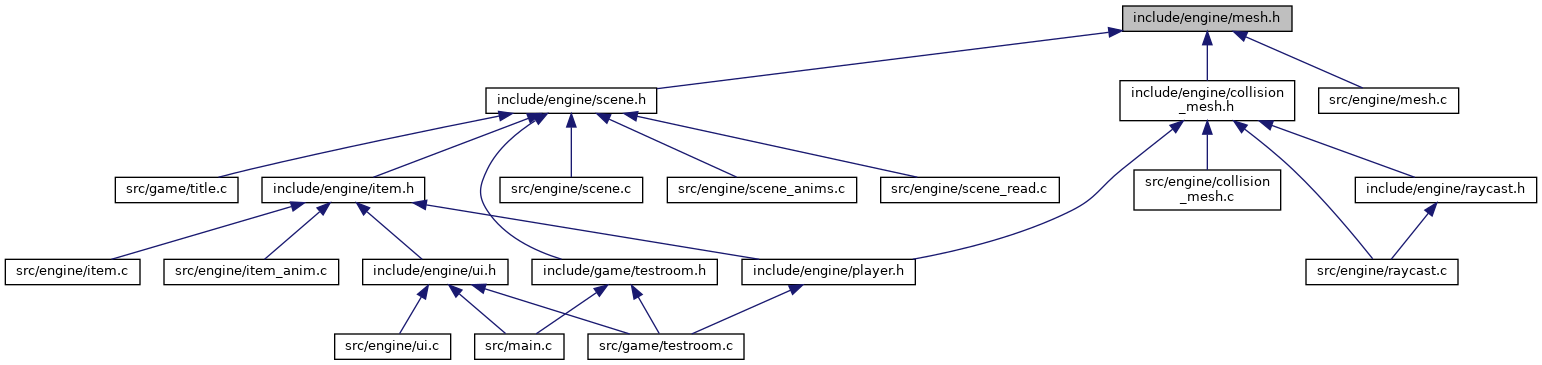 include/engine/mesh.h
include/engine/scene.h
include/engine/collision
_mesh.h
src/engine/mesh.c
src/game/title.c
include/engine/item.h
src/engine/scene.c
src/engine/scene_anims.c
src/engine/scene_read.c
src/engine/collision
_mesh.c
include/engine/raycast.h
src/engine/item.c
src/engine/item_anim.c
include/engine/ui.h
include/game/testroom.h
include/engine/player.h
src/engine/raycast.c
src/engine/ui.c
src/main.c
src/game/testroom.c